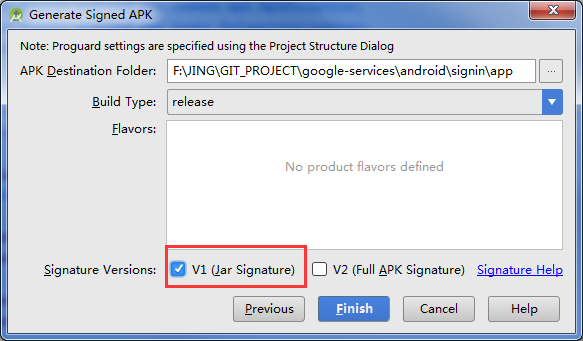 Generate Signed APK
Note: Proguard settings are specified using the Project Structure Dialog
APK Destination Folder: F:\JING\GIT_PROJECT\google-services\android\signin\app ...
Build Type: release
Flavors:
No product flavors defined
Signature Versions: V1 (Jar Signature) V2 (Full APK Signature) Signature Help
Previous Finish Cancel Help